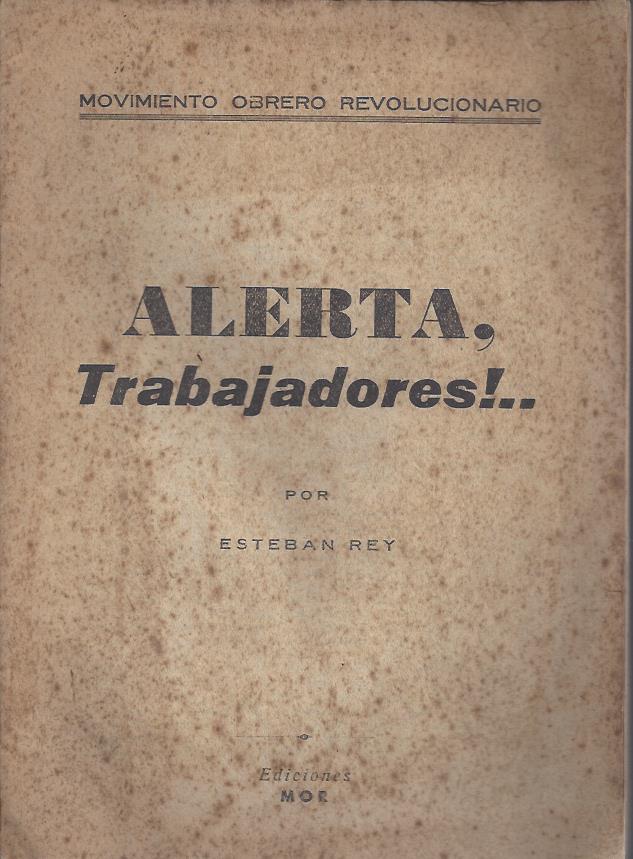 MOVIMIENTO OBRERO REVOLUCIONARIO
ALERTA,
Trabajadores!..
POR
ESTEBAN REY
Ediciones
MOR